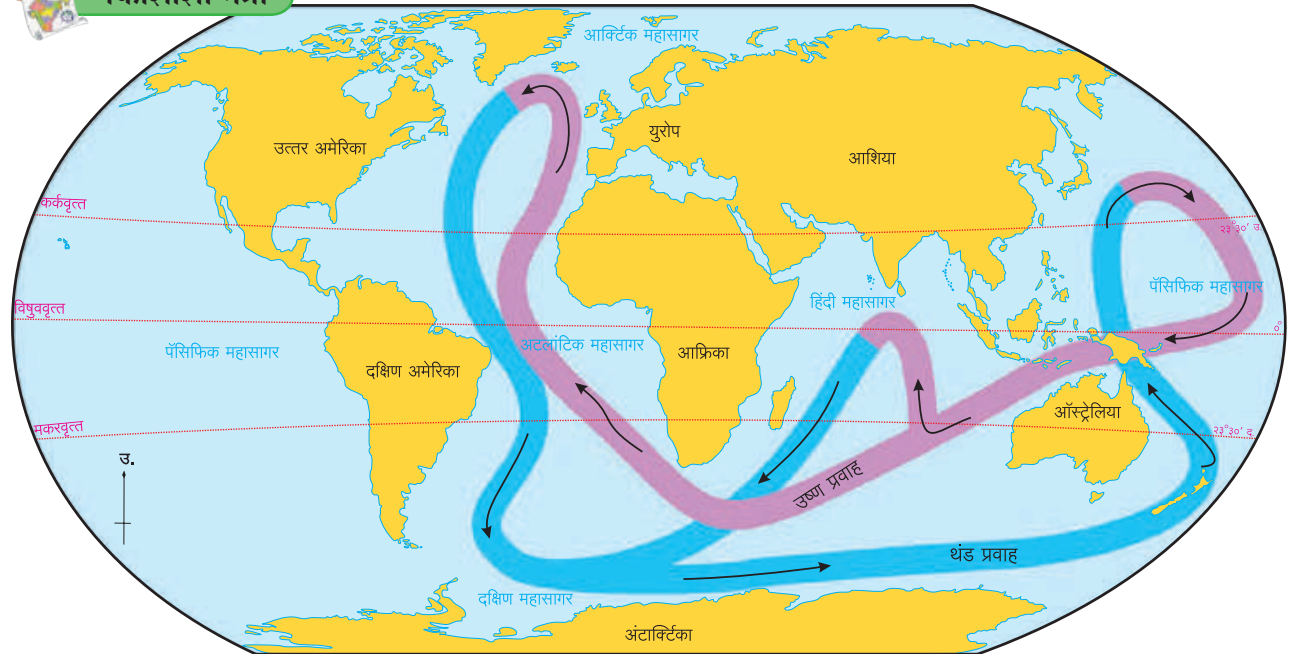 आर्क्टिक महासागर
उत्तर अमेरिका
युरोप
आशिया
कर्कवृत्त
२३°३०' उ.
पॅसिफिक महासागर
हिंदी महासागर
विषुववृत्त
०°
पॅसिफिक महासागर
अटलांटिक महासागर
आफ्रिका
दक्षिण अमेरिका
ऑस्ट्रेलिया
मकरवृत्त
२३°३०' द.
उ.
उष्ण प्रवाह
थंड प्रवाह
दक्षिण महासागर
अंटार्क्टिका